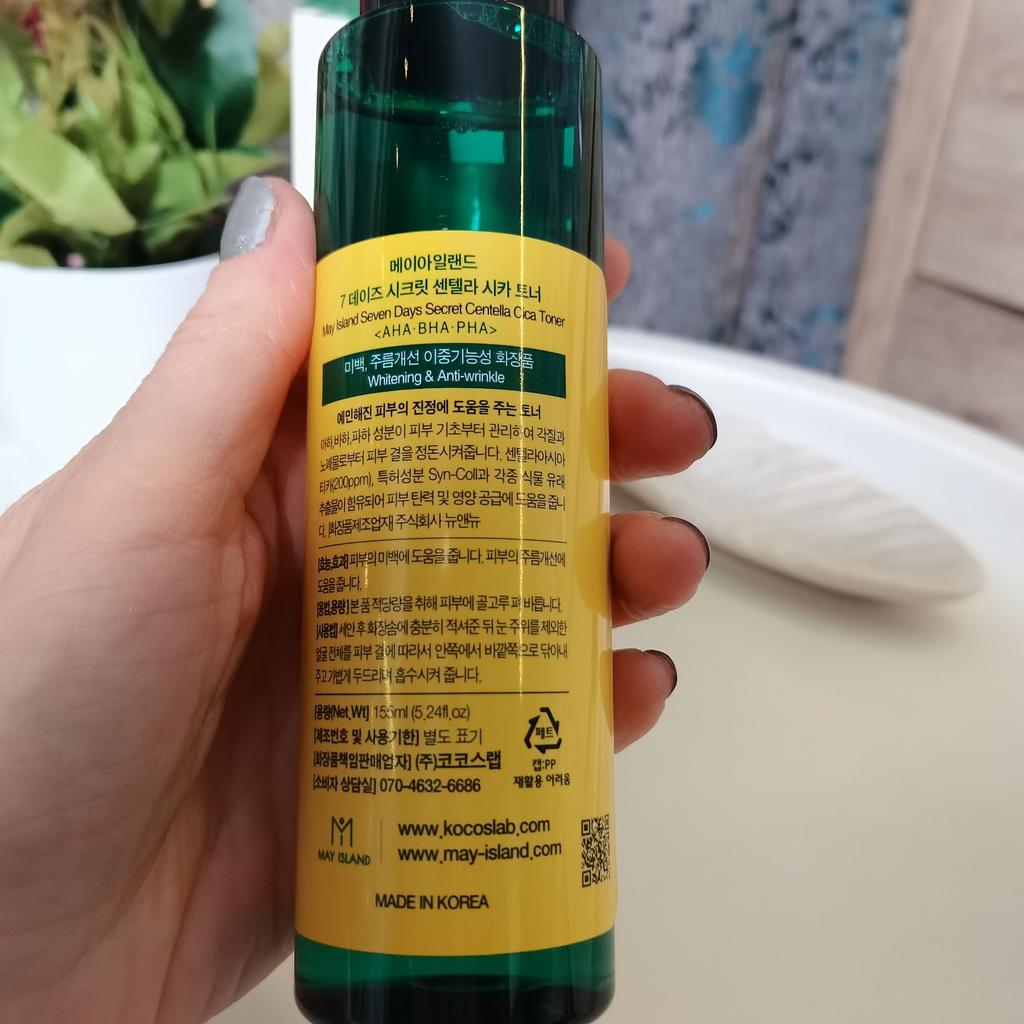 메이아일랜드
7 데이즈 시크릿 센텔라 시카 토너
May Island Seven Days Secret Centella Cica Toner
<AHA·BHA·PHA>
미백, 주름개선 이중기능성 화장품
Whitening & Anti-wrinkle
예민해진 피부의 진정에 도움을 주는 토너
아하,바하,파하 성분이 피부 기초부터 관리하여 각질과
노폐물로부터 피부 결을 정돈시켜줍니다. 센텔라아시아
티카(200ppm), 특허성분 Syn-Coll과 각종 식물 유래
추출물이 함유되어 피부 탄력 및 영양 공급에 도움을 줍니
다. [화장품제조업자] 주식회사 뉴앤뉴
[효능,효과] 피부의 미백에 도움을 줍니다. 피부의 주름개선에
도움을 줍니다.
[용법,용량] 본 품 적당량을 취해 피부에 골고루 펴 바릅니다.
[사용법] 세안 후 화장솜에 충분히 적셔준 뒤 눈 주위를 제외한
얼굴 전체를 피부 결에 따라서 안쪽에서 바깥쪽으로 닦아내
주고 가볍게 두드리며 흡수시켜 줍니다.
[용량(Net.Wt)] 155ml (5.24fl.oz)
[제조번호 및 사용기한] 별도 표기
[화장품책임판매업자] (주)코코스랩
[소비자 상담실] 070-4632-6686
페트
캡:PP
재활용 어려움
MAY ISLAND
www.kocoslab.com
www.may-island.com
MADE IN KOREA